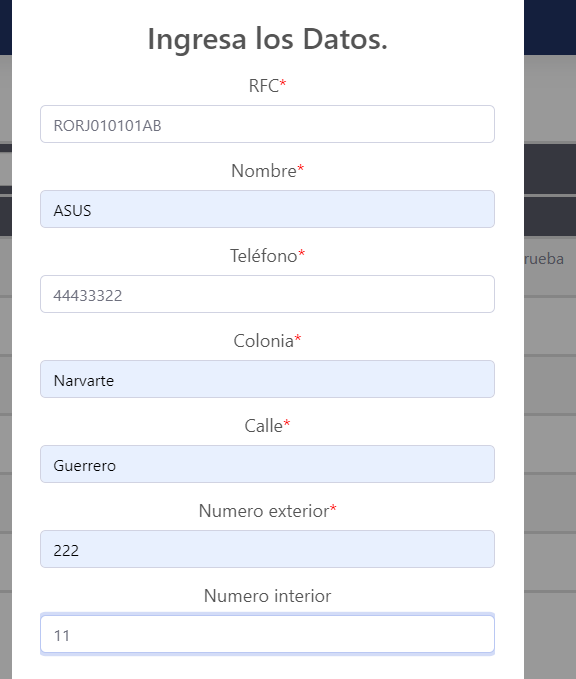 Ingresa los Datos.
RFC*
RORJ010101AB
Nombre*
ASUS
Teléfono*
44433322
rueba
Colonia*
Narvarte
Calle*
Guerrero
Numero exterior*
222
Numero interior
11